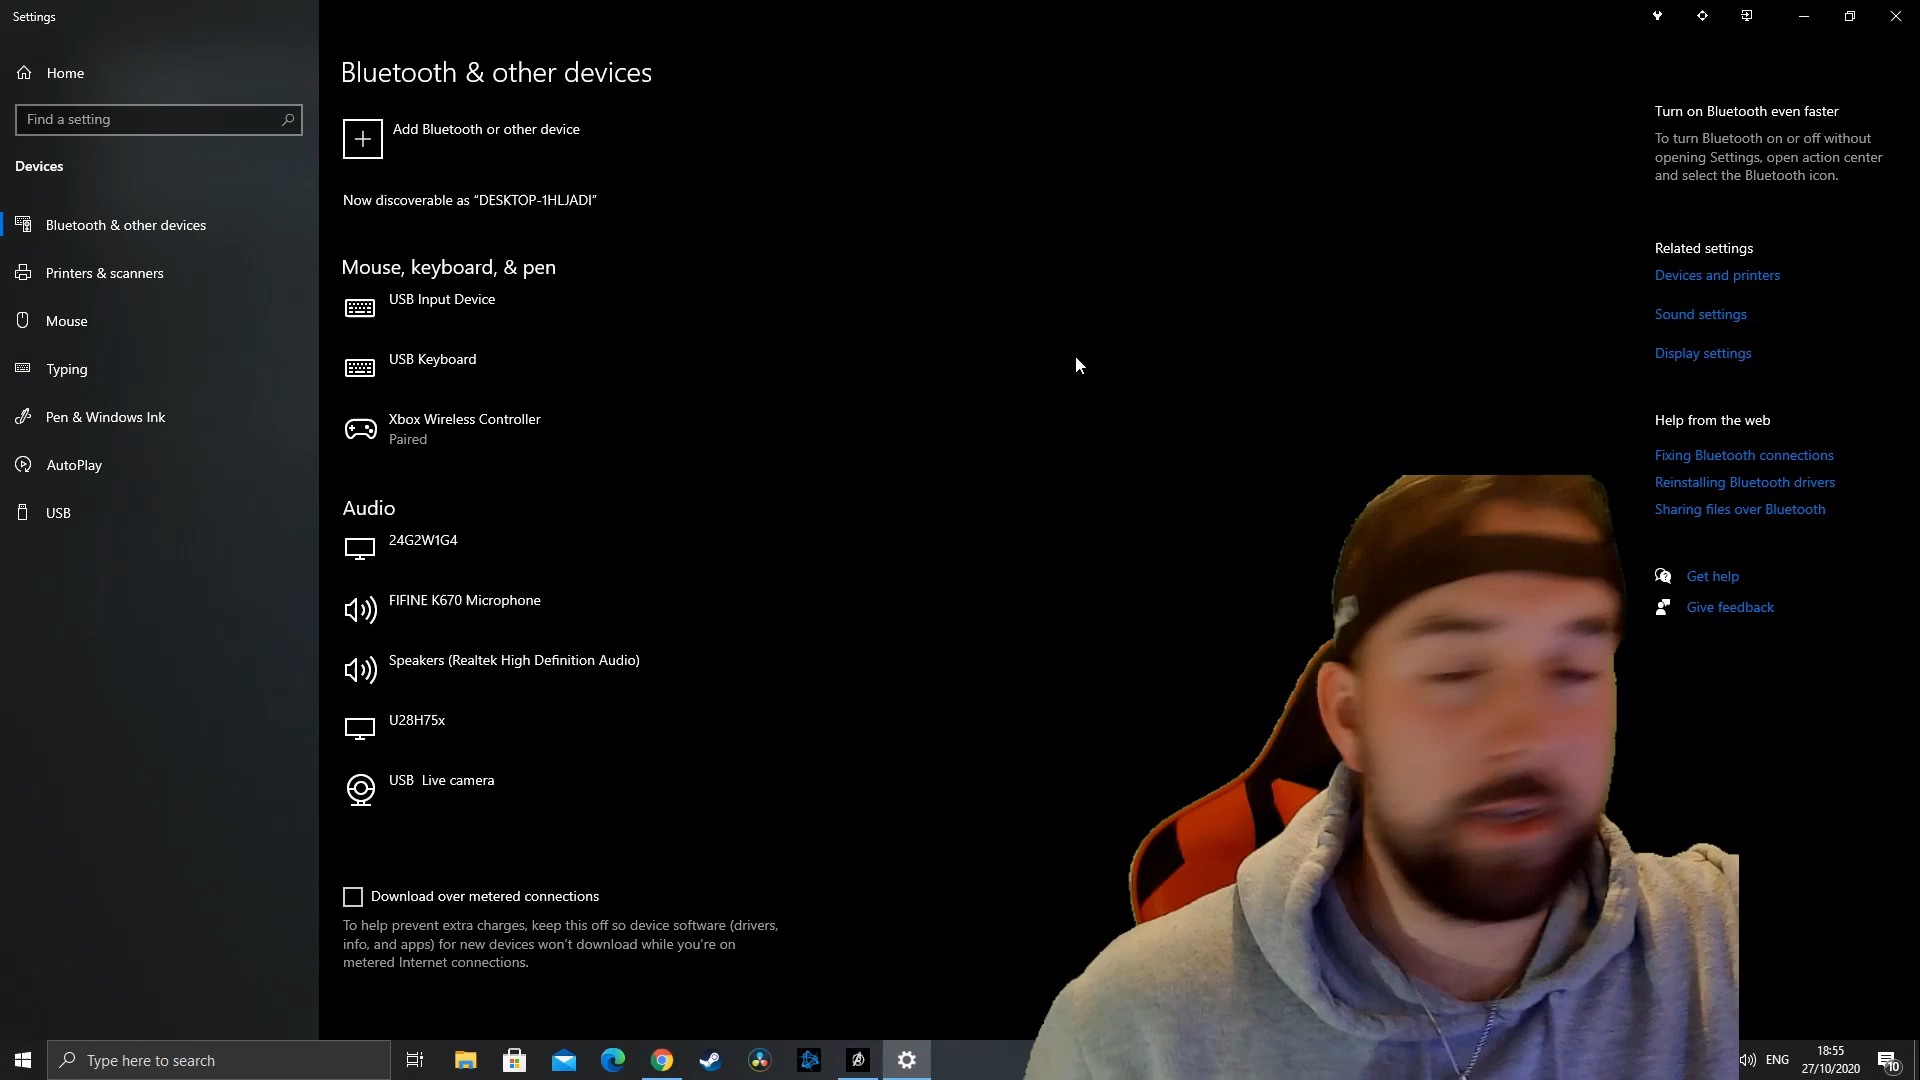 Settings
Home
Find a setting
Devices
Bluetooth & other devices
Printers & scanners
Mouse
Typing
Pen & Windows Ink
AutoPlay
USB
Bluetooth & other devices
Add Bluetooth or other device
Now discoverable as “DESKTOP-1HLJADI”
Mouse, keyboard, & pen
USB Input Device
USB Keyboard
Xbox Wireless Controller
Paired
Audio
24G2W1G4
FIFINE K670 Microphone
Speakers (Realtek High Definition Audio)
U28H75x
USB  Live camera
Download over metered connections
To help prevent extra charges, keep this off so device software (drivers,
info, and apps) for new devices won’t download while you’re on
metered Internet connections.
Turn on Bluetooth even faster
To turn Bluetooth on or off without
opening Settings, open action center
and select the Bluetooth icon.
Related settings
Devices and printers
Sound settings
Display settings
Help from the web
Fixing Bluetooth connections
Reinstalling Bluetooth drivers
Sharing files over Bluetooth
Get help
Give feedback
Type here to search
ENG
18:55
27/10/2020
10